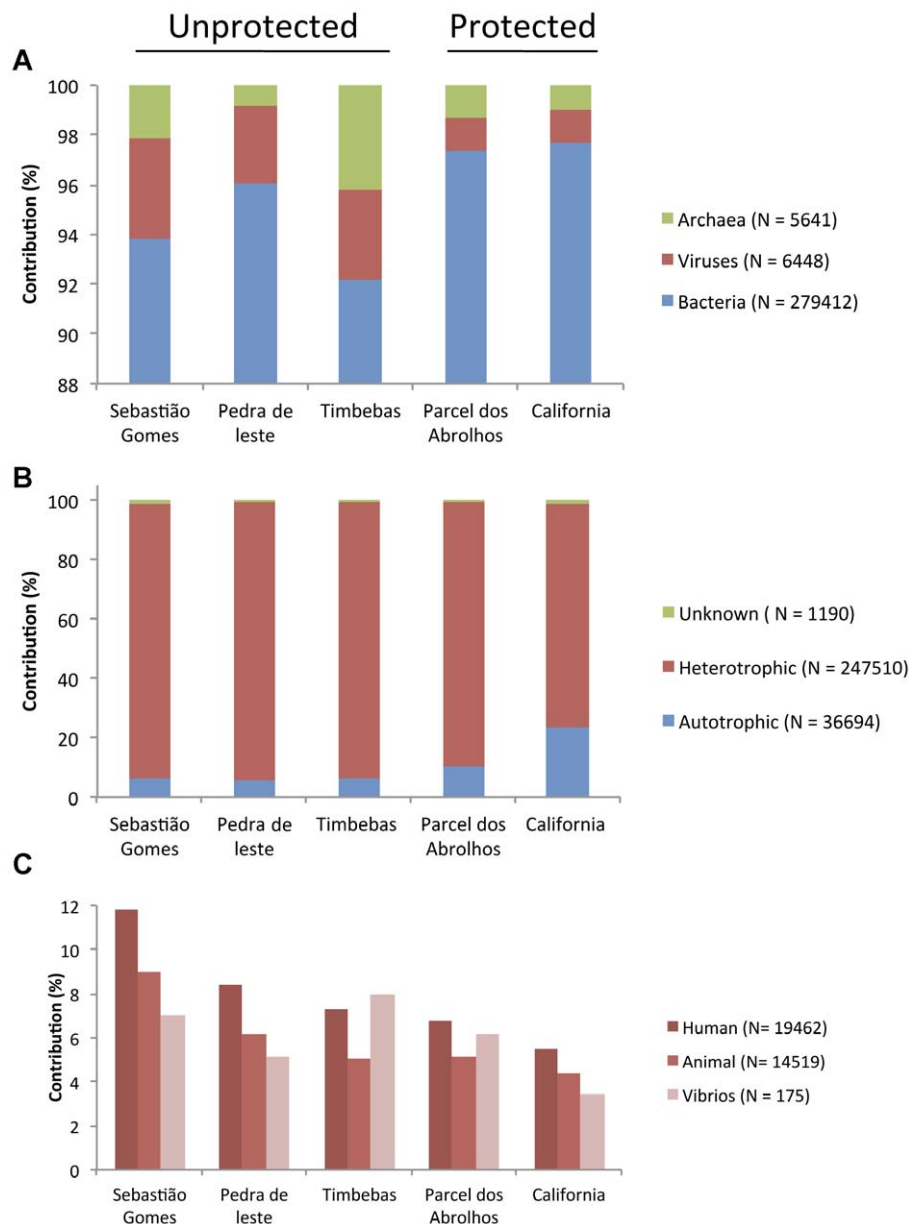 Unprotected
Protected
A
100
98
96
94
92
90
88
Contribution (%)
Sebastião Gomes
Pedra de leste
Timbebas
Parcel dos Abrolhos
California
Archaea (N = 5641)
Viruses (N = 6448)
Bacteria (N = 279412)
B
100
80
60
40
20
0
Contribution (%)
Sebastião Gomes
Pedra de leste
Timbebas
Parcel dos Abrolhos
California
Unknown ( N = 1190)
Heterotrophic (N = 247510)
Autotrophic (N = 36694)
C
12
10
8
6
4
2
0
Contribution (%)
Sebastião Gomes
Pedra de leste
Timbebas
Parcel dos Abrolhos
California
Human (N= 19462)
Animal (N= 14519)
Vibrios (N = 175)